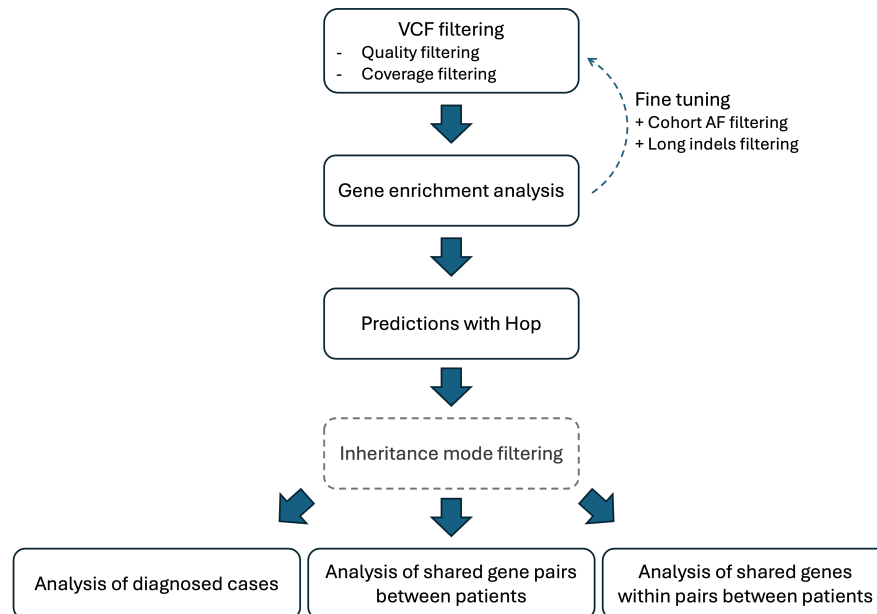 VCF filtering
- Quality filtering
- Coverage filtering
Fine tuning
+ Cohort AF filtering
+ Long indels filtering
Gene enrichment analysis
Predictions with Hop
Inheritance mode filtering
Analysis of diagnosed cases
Analysis of shared gene pairs
between patients
Analysis of shared genes
within pairs between patients